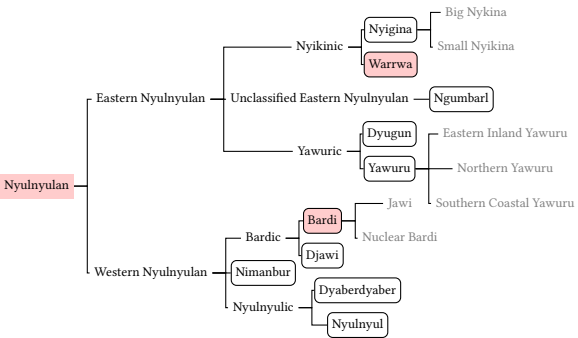 Big Nykina
Nyigina
Nyikinic
Small Nyikina
Warrwa
Eastern Nyulnyulan
Unclassified Eastern Nyulnyulan
Ngumbarl
Dyugun
Eastern Inland Yawuru
Yawuric
Yawuru
Northern Yawuru
Nyulnyulan
Southern Coastal Yawuru
Jawi
Bardi
Bardic
Nuclear Bardi
Djawi
Western Nyulnyulan
Nimanbur
Dyaberdyaber
Nyulnyulic
Nyulnyul